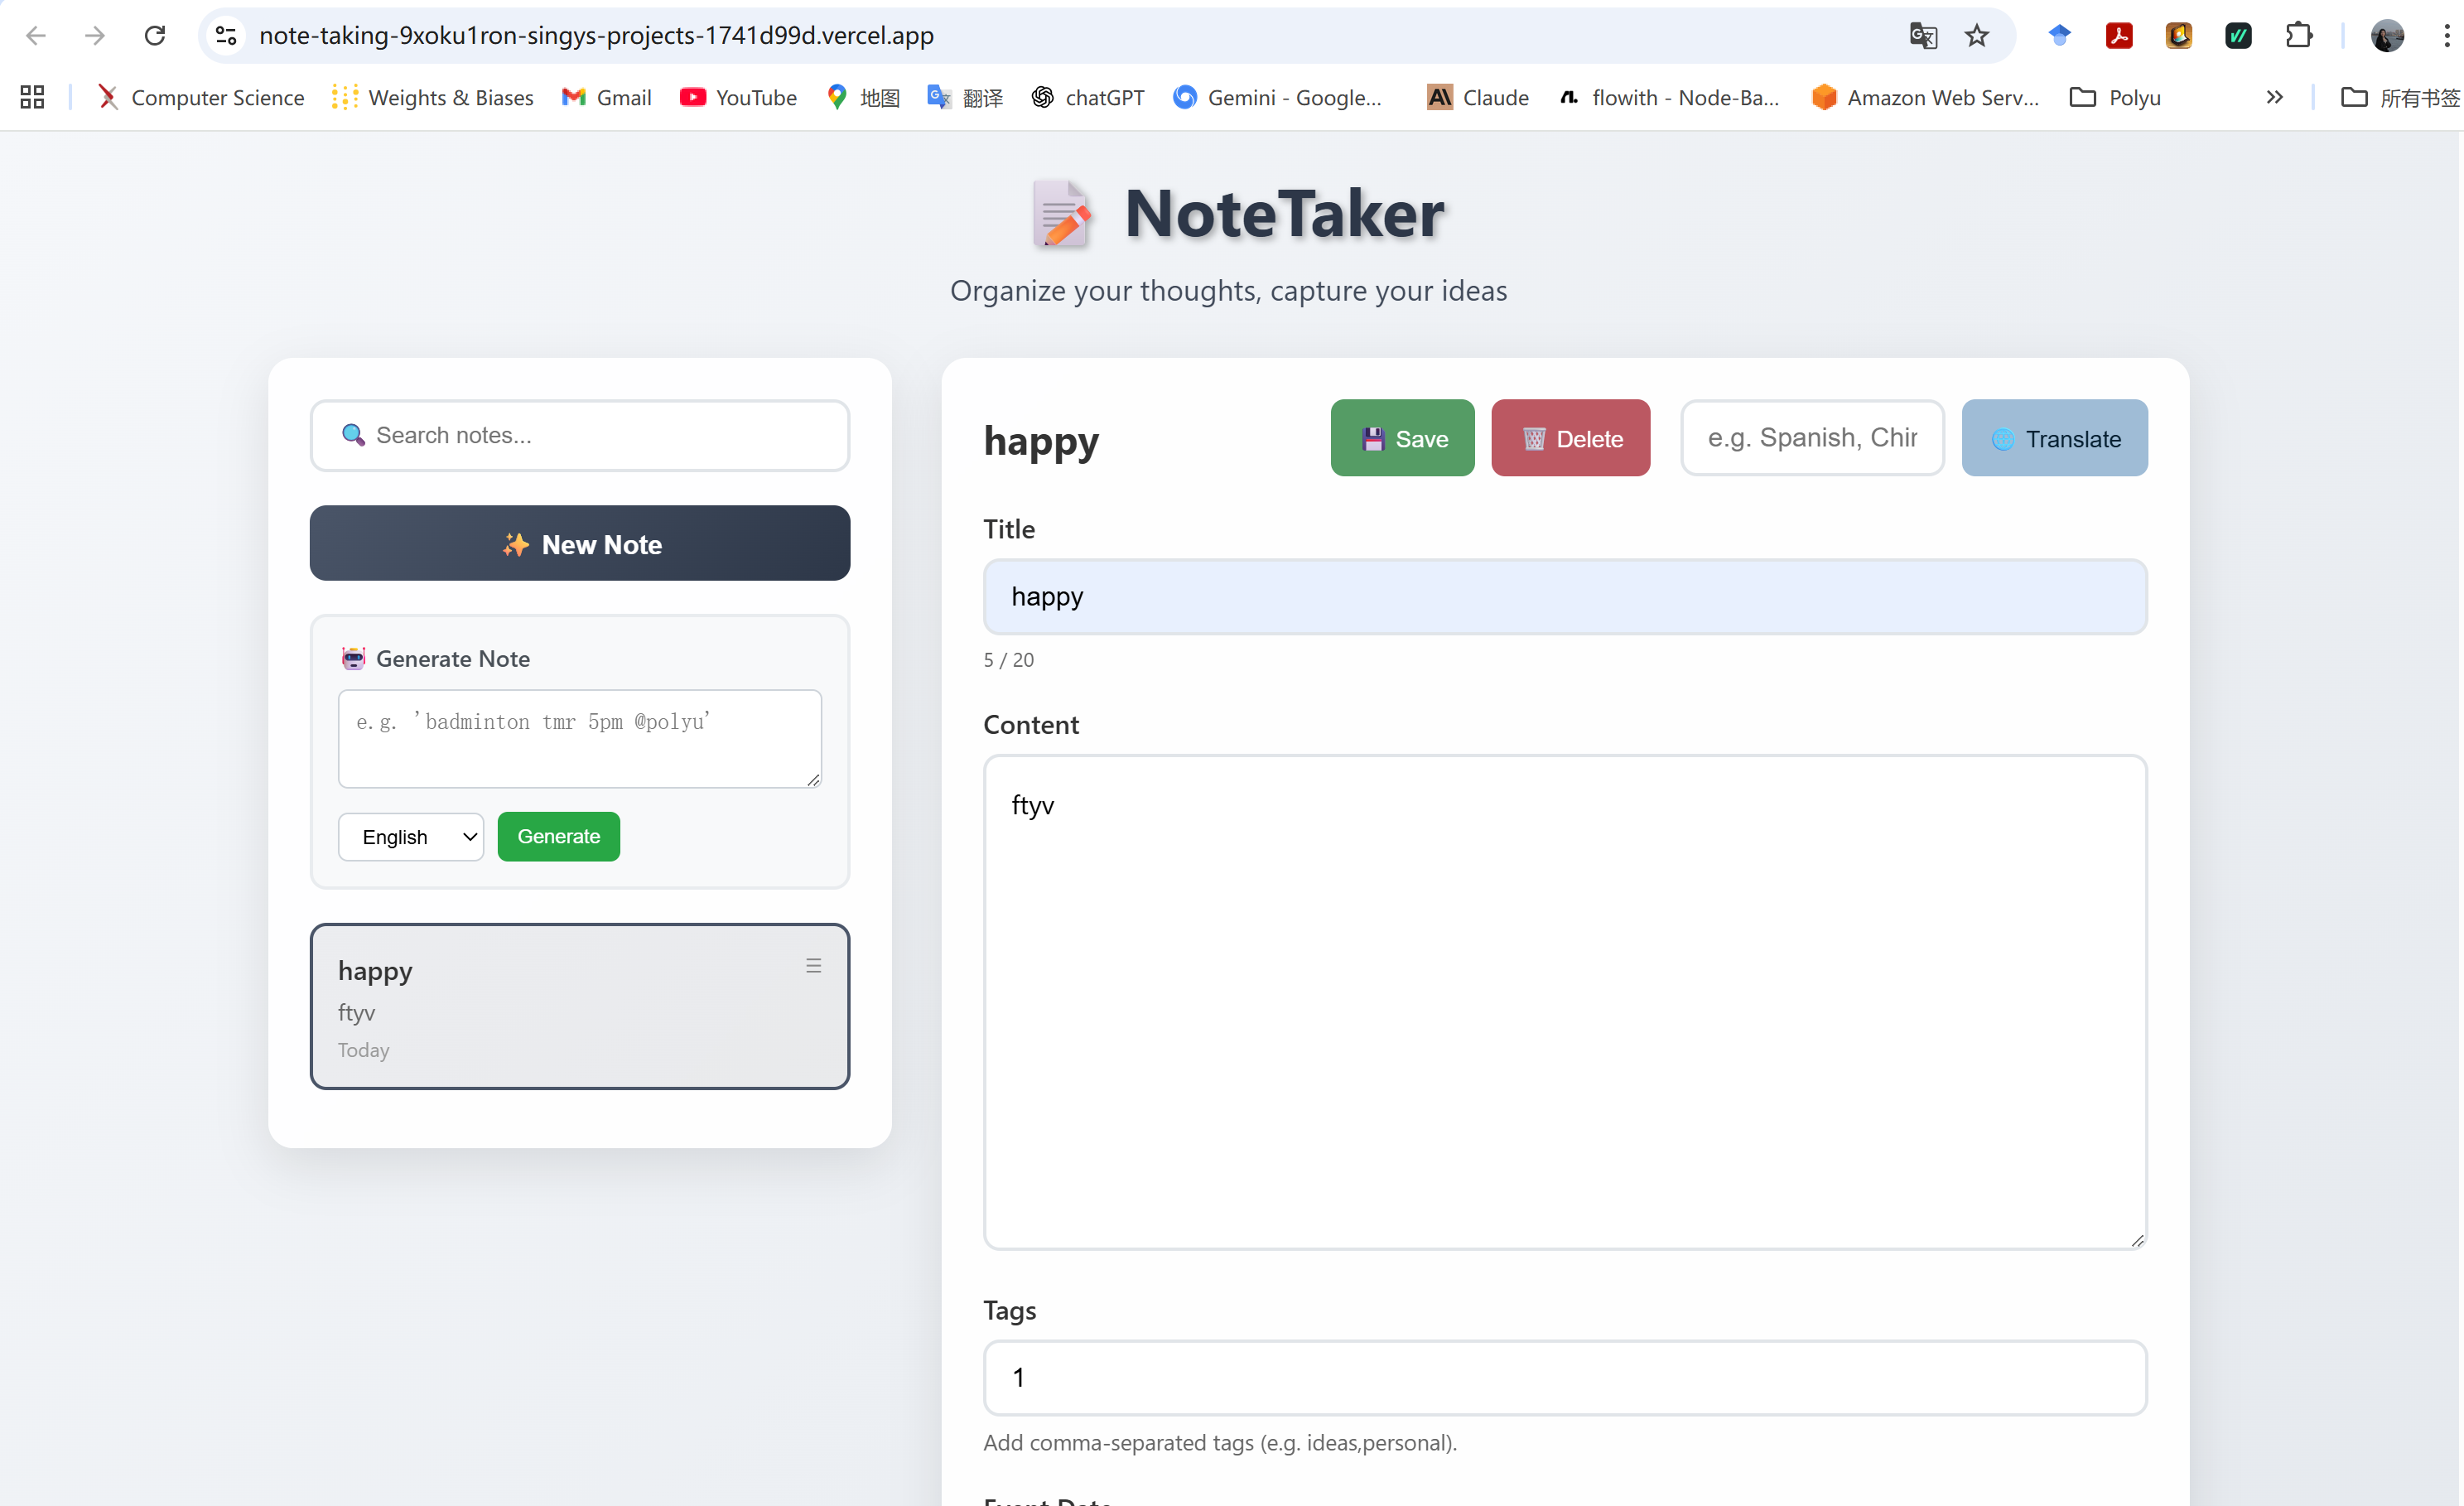 note-taking-9xoku1ron-singys-projects-1741d99d.vercel.app
Computer Science
Weights & Biases
Gmail
YouTube
地图
翻译
chatGPT
Gemini - Google...
Claude
flowith - Node-Ba...
Amazon Web Serv...
Polyu
所有书签
NoteTaker
Organize your thoughts, capture your ideas
Search notes...
New Note
Generate Note
e.g. 'badminton tmr 5pm @polyu'
English
Generate
happy
ftyv
Today
happy
Save
Delete
e.g. Spanish, Chir
Translate
Title
happy
5 / 20
Content
ftyv
Tags
1
Add comma-separated tags (e.g. ideas,personal).
Event Date